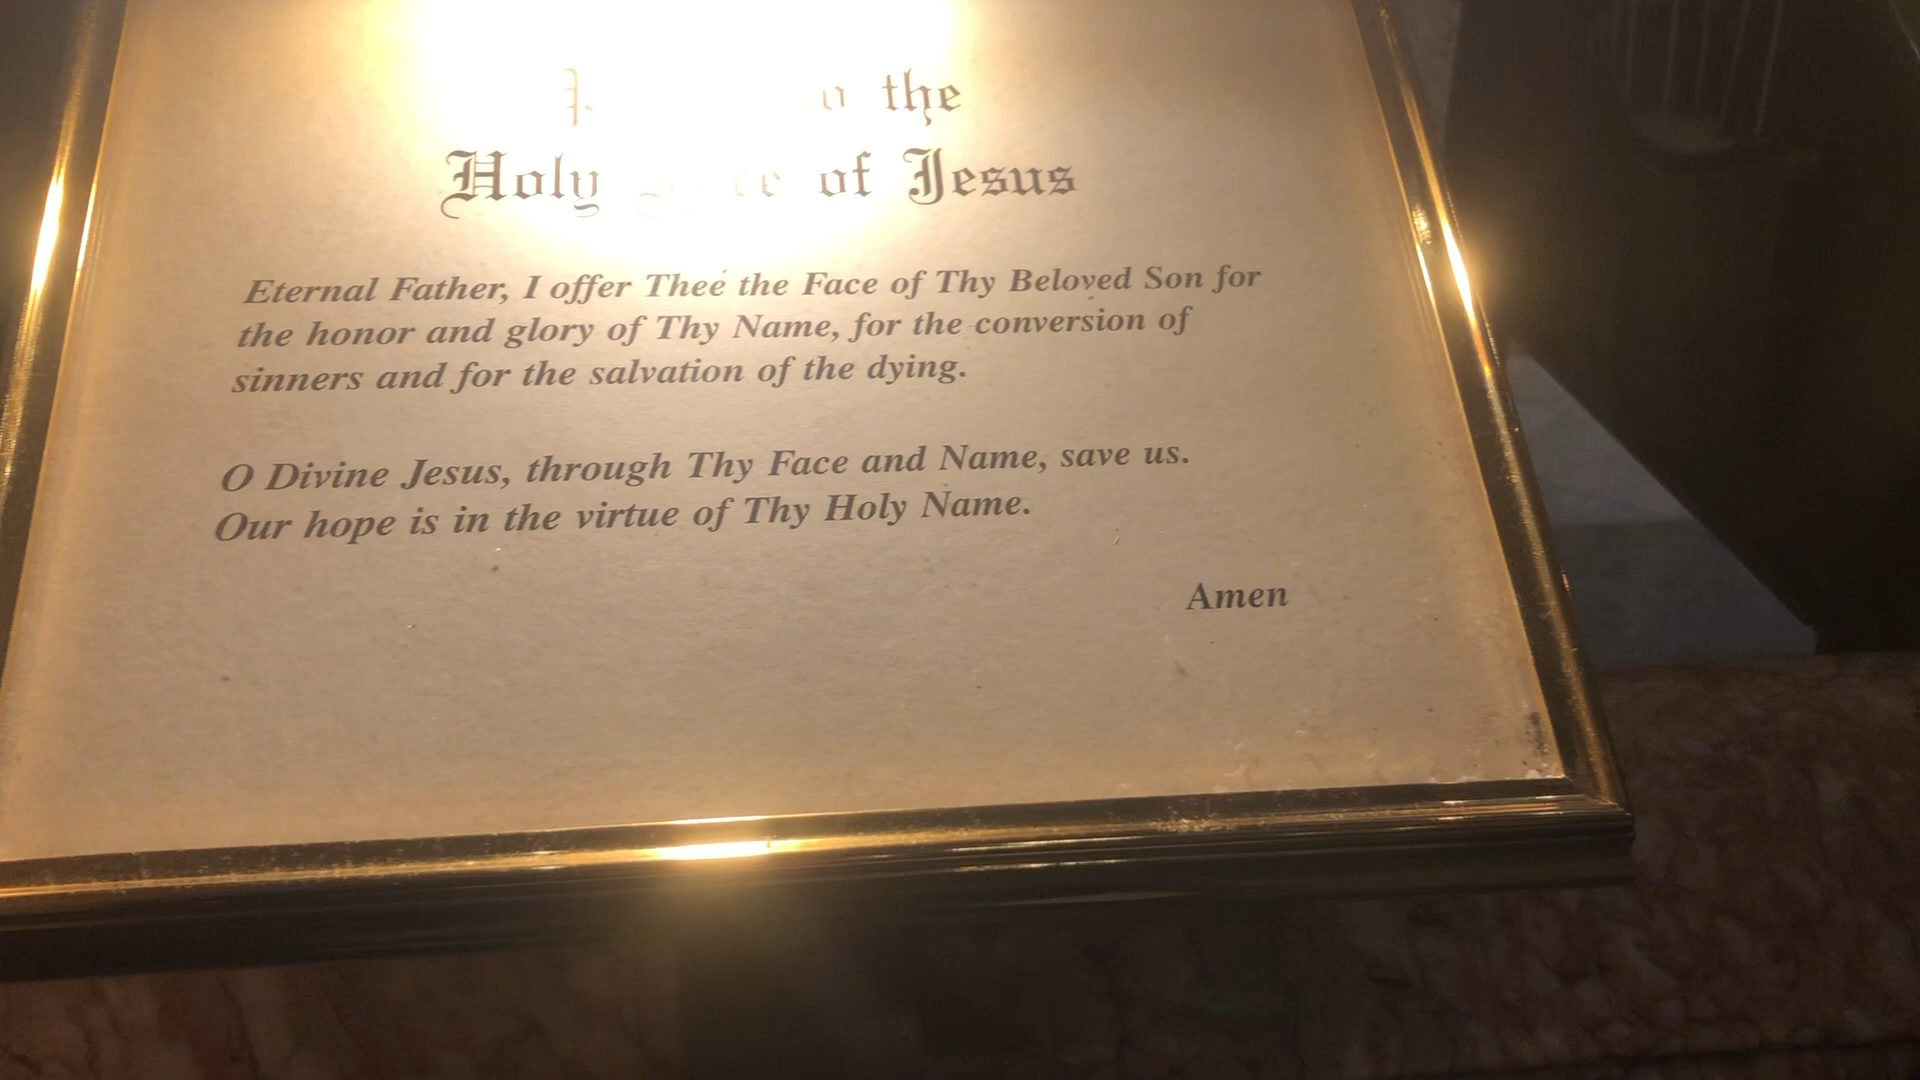 the
Holy of Jesus
Eternal Father, I offer Thee the Face of Thy Beloved Son for
the honor and glory of Thy Name, for the conversion of
sinners and for the salvation of the dying.
O Divine Jesus, through Thy Face and Name, save us.
Our hope is in the virtue of Thy Holy Name.
Amen